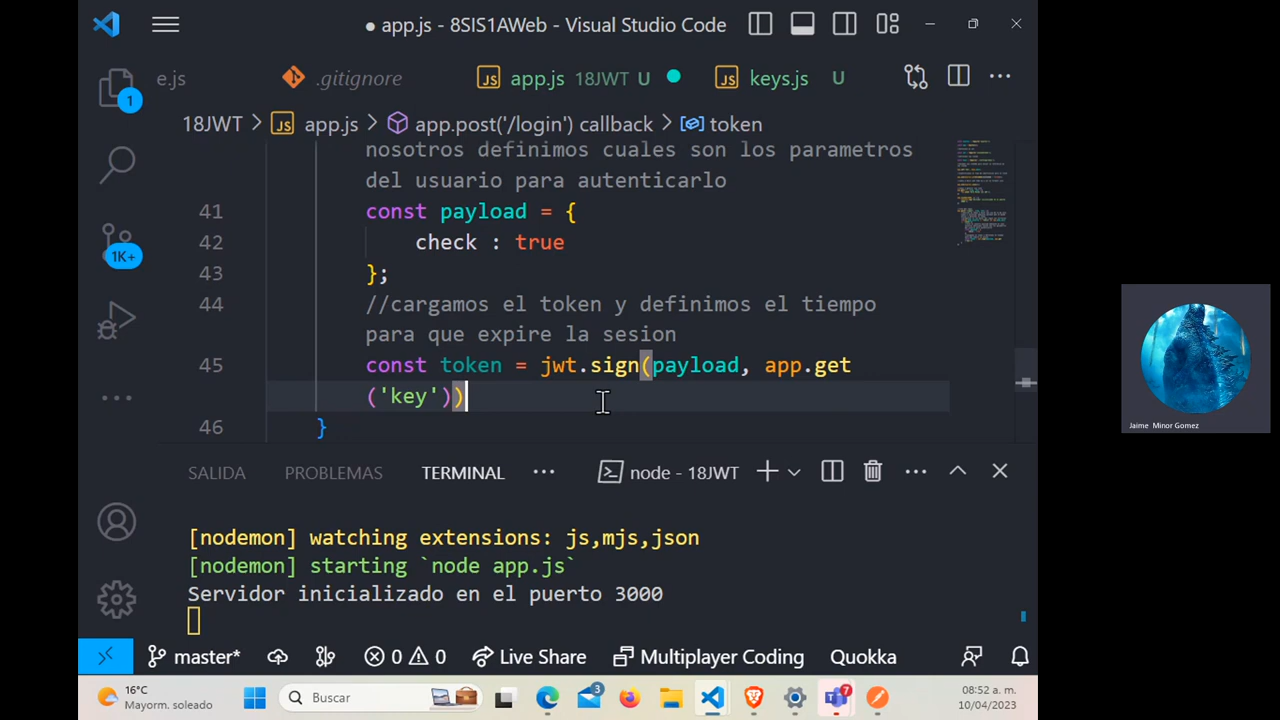 app.js - 8SIS1AWeb - Visual Studio Code
e.js
.gitignore
app.js 18JWT U
keys.js U
18JWT > app.js > app.post('/login') callback > token
nosotros definimos cuales son los parametros
del usuario para autenticarlo
41 const payload = {
42 check : true
43 };
44 //cargamos el token y definimos el tiempo
para que expire la sesion
45 const token = jwt.sign(payload, app.get
('key'))
46 }
1
1K+
SALIDA PROBLEMAS TERMINAL ··· node - 18JWT
[nodemon] watching extensions: js,mjs,json
[nodemon] starting `node app.js`
Servidor inicializado en el puerto 3000
master* 0 0 Live Share Multiplayer Coding Quokka
16°C
Mayorm. soleado
Buscar
3
7
08:52 a. m.
10/04/2023
Jaime Minor Gomez